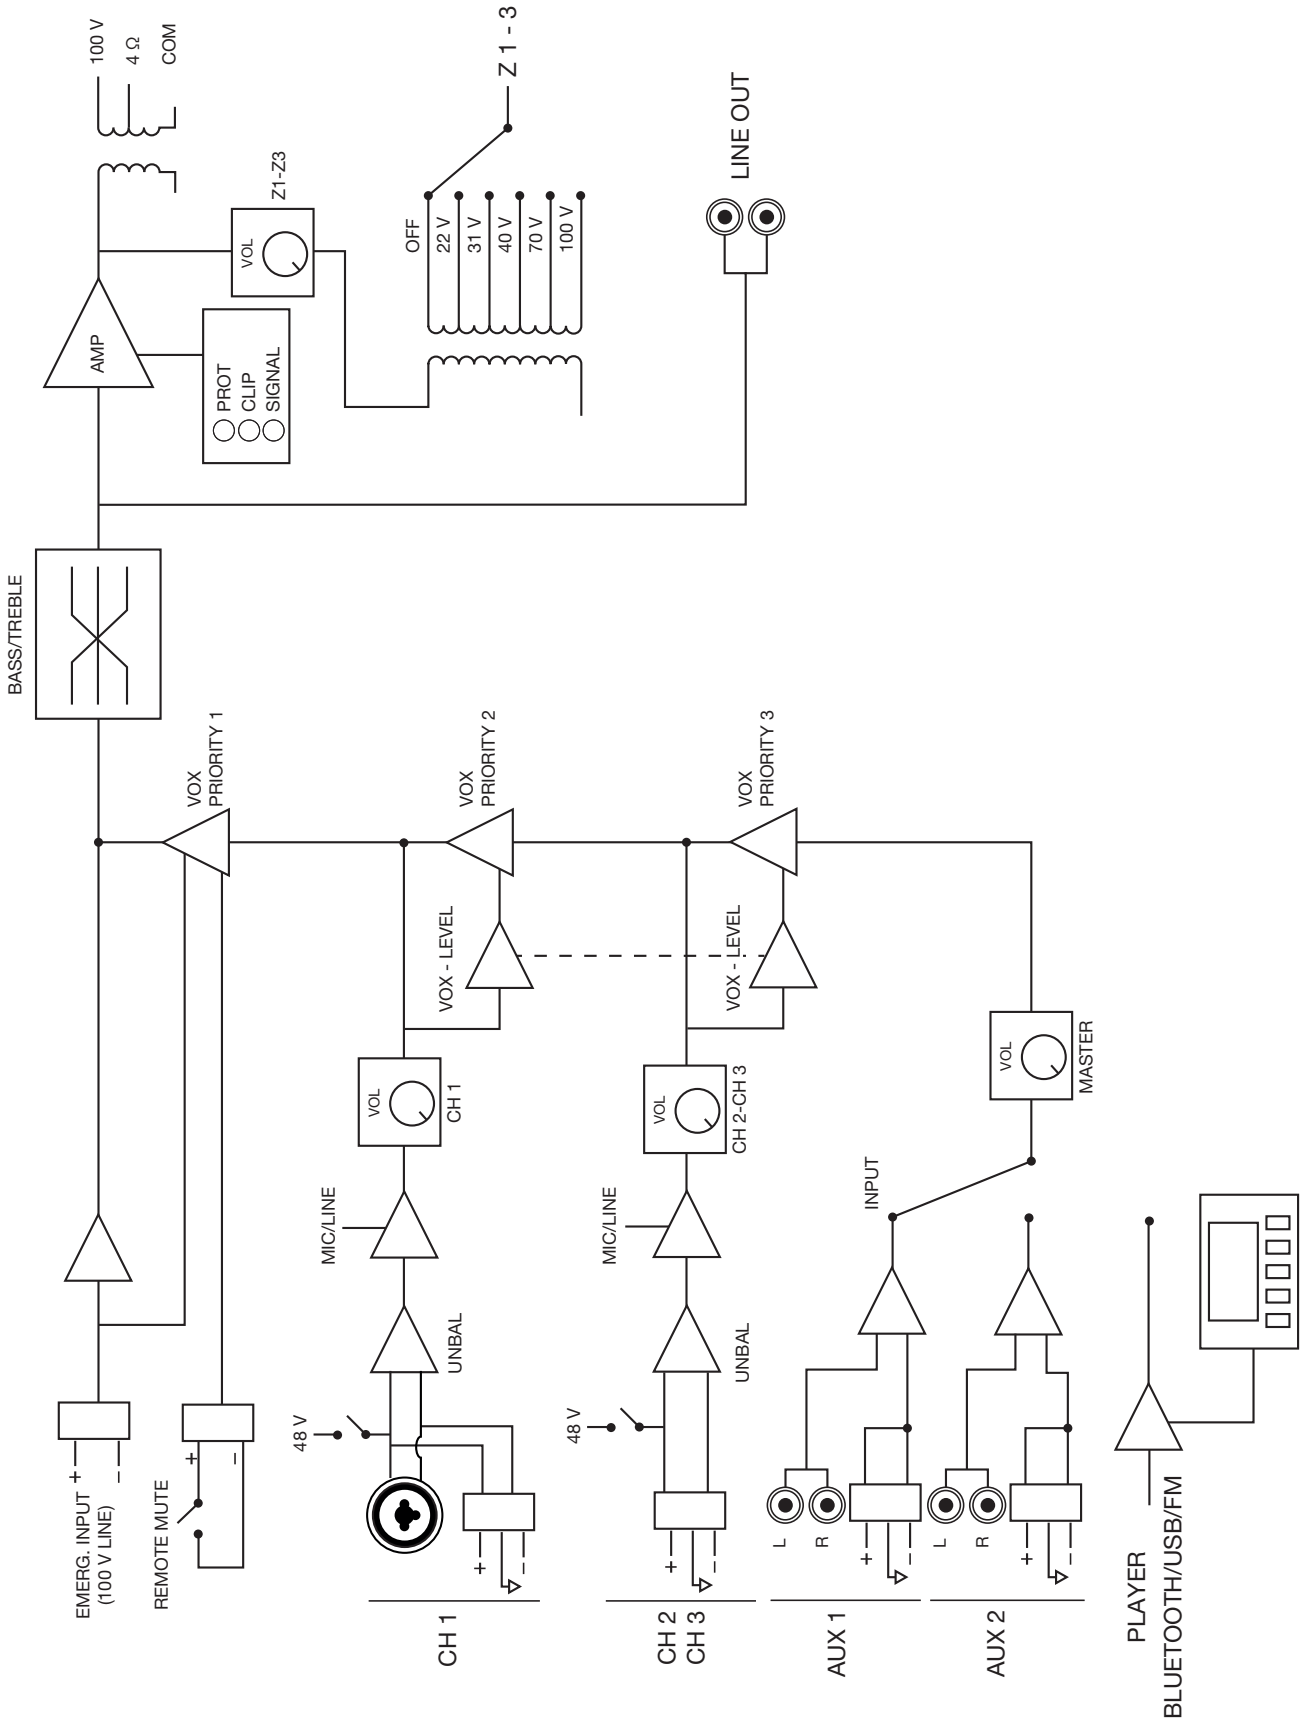 EMERG. INPUT
(100 V LINE)
+
–
REMOTE MUTE
+
–
BASS/TREBLE
AMP
100 V
4 Ω
COM
PROT
CLIP
SIGNAL
VOL
Z1-Z3
VOX
PRIORITY 1
OFF
22 V
31 V
40 V
70 V
100 V
Z 1 - 3
LINE OUT
CH 1
48 V
+
–
UNBAL
MIC/LINE
VOL
CH 1
VOX - LEVEL
VOX
PRIORITY 2
CH 2
CH 3
48 V
+
–
UNBAL
MIC/LINE
VOL
CH 2-CH 3
VOX - LEVEL
VOX
PRIORITY 3
AUX 1
L
R
+
–
INPUT
VOL
MASTER
AUX 2
L
R
+
–
PLAYER
BLUETOOTH/USB/FM